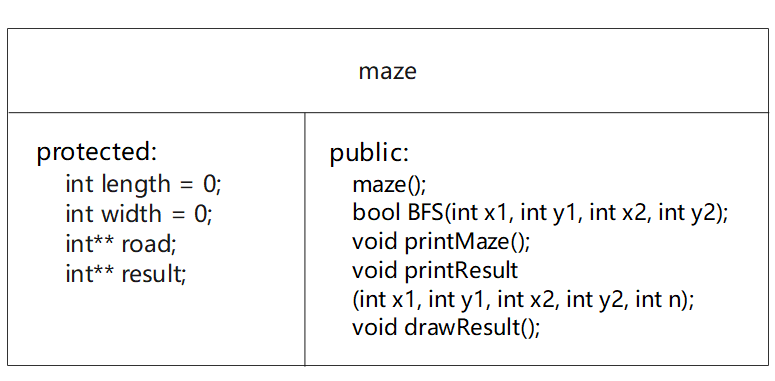 maze
protected:
int length = 0;
int width = 0;
int** road;
int** result;
public:
maze();
bool BFS(int x1, int y1, int x2, int y2);
void printMaze();
void printResult
(int x1, int y1, int x2, int y2, int n);
void drawResult();